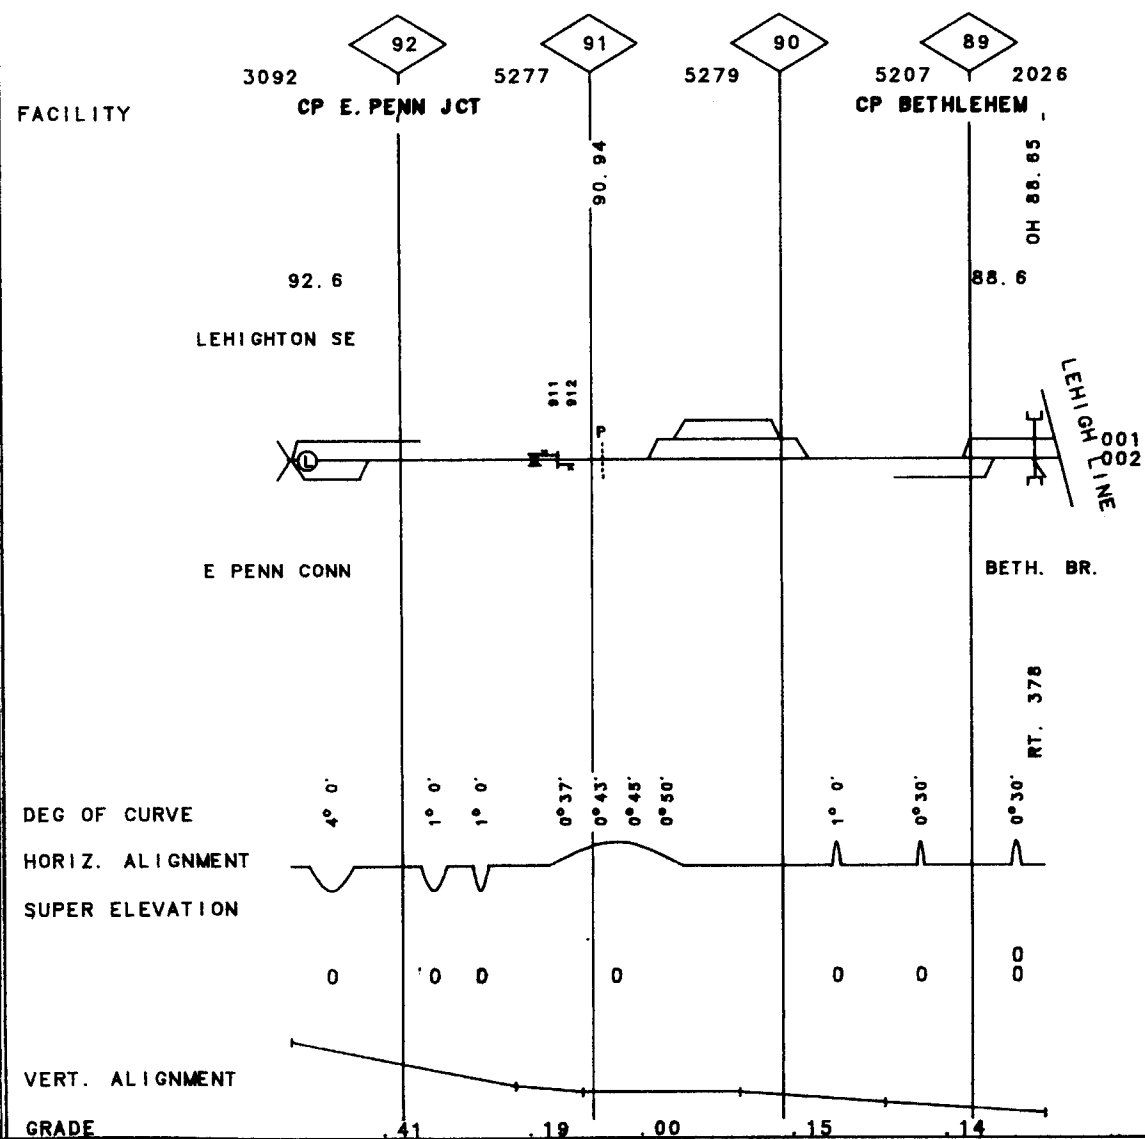 92 91 90 89
3092 5277 5279 5207 2026
FACILITY CP E. PENN JCT CP BETHLEHEM
90.94
OH 88.65
92.6 88.6
LEHIGHTON SE
911
912
P
LEHIGH LINE
001
L
002
E PENN CONN BETH. BR.
RT. 378
DEG OF CURVE 4° 0' 1° 0' 1° 0' 0°37' 0°43' 0°45' 0°50' 1° 0' 0°30' 0°30'
HORIZ. ALIGNMENT
SUPER ELEVATION
0
0 0 0 0 0 0 0
VERT. ALIGNMENT
GRADE .41 .19 .00 .15 .14